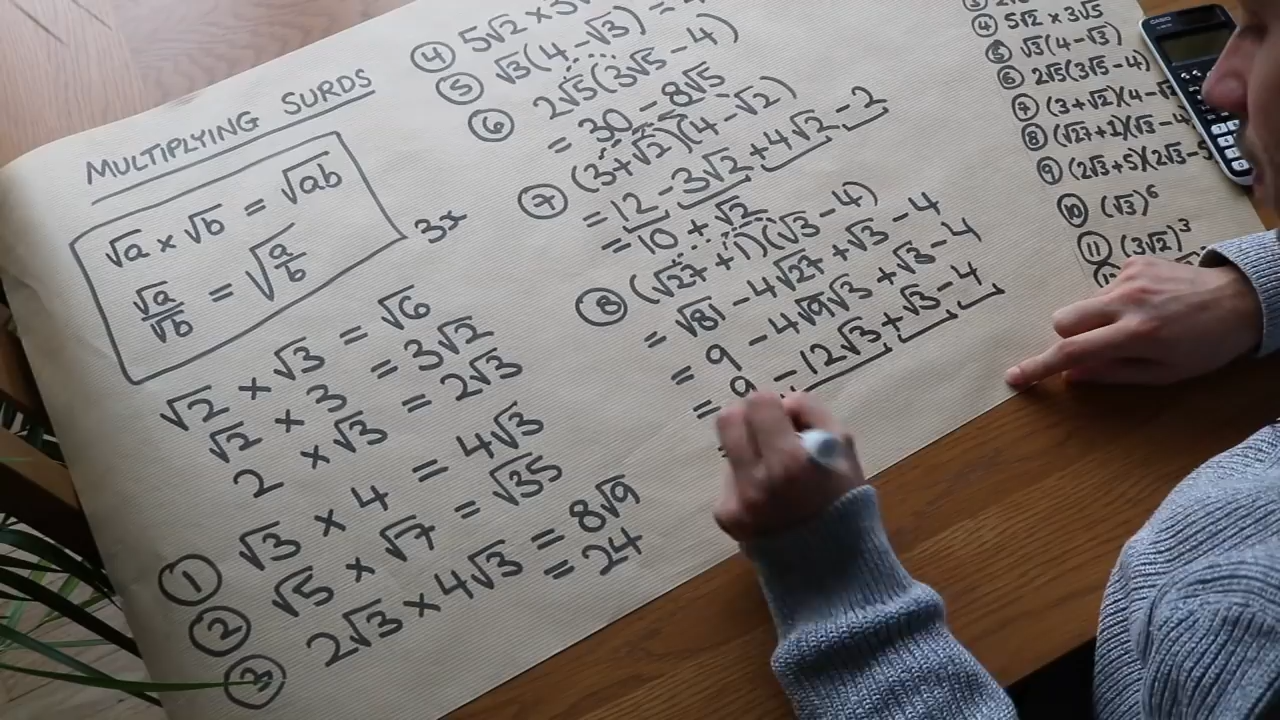 MULTIPLYING SURDS
√a × √b = √ab
√a/√b = √(a/b)
3x
√2 × √3 = √6
√2 × 3 = 3√2
2 × √3 = 2√3
① √3 × 4 = 4√3
② √5 × √7 = √35
③ 2√3 × 4√3 = 8√9
= 24
④ 5√2 ×
⑤ √3(4-√3) =
⑥ 2√5(3√5-4)
= 30 - 8√5
⑦ (3+√2)(4-√2)
= 12 - 3√2 + 4√2 - 2
= 10 + √2
⑧ (√27+1)(√3-4)
= √81 - 4√27 + √3 - 4
= 9 - 4√9√3 + √3 - 4
= 9 - 12√3 + √3 - 4
=
④ 5√2 × 3√5
⑤ √3(4-√3)
⑥ 2√5(3√5-4)
⑦ (3+√2)(4-
⑧ (√27+1)(√3-4
⑨ (2√3+5)(2√3-5
⑩ (√3)⁶
⑪ (3√2)³
CASIO